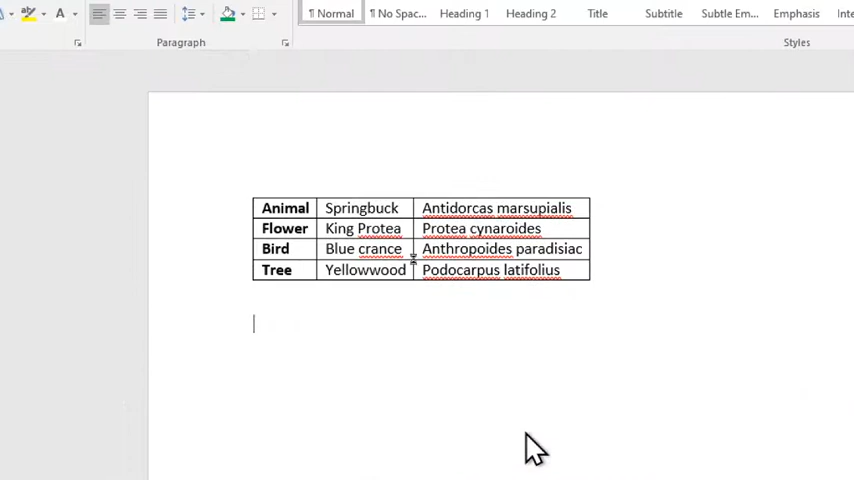 ¶ Normal ¶ No Spac... Heading 1 Heading 2 Title Subtitle Subtle Em... Emphasis
Paragraph Styles
Animal Springbuck Antidorcas marsupialis
Flower King Protea Protea cynaroides
Bird Blue crance Anthropoides paradisiac
Tree Yellowwood Podocarpus latifolius